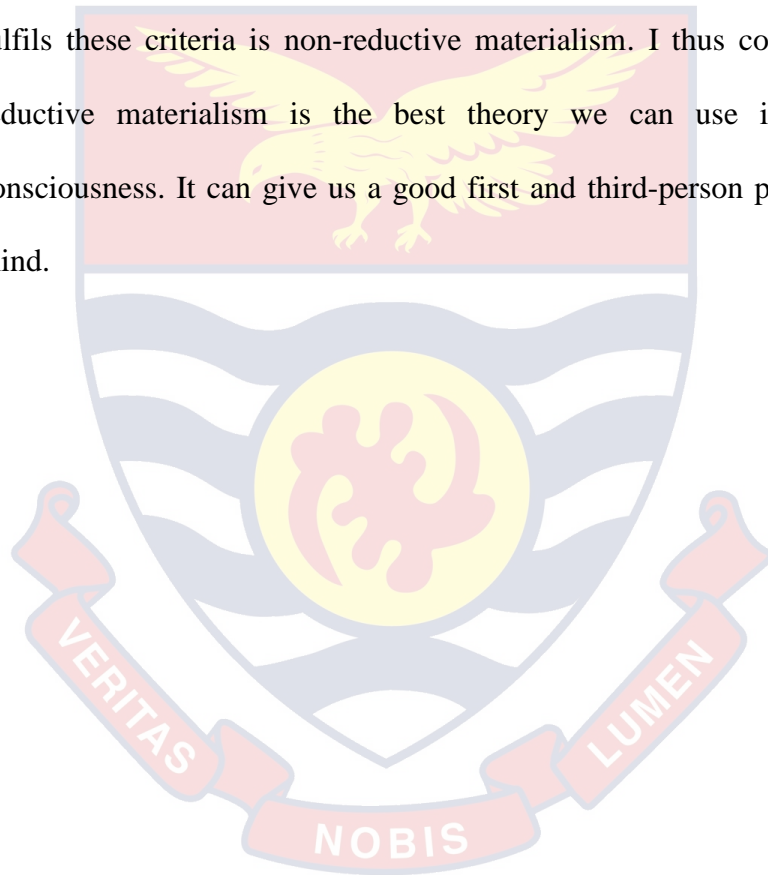 ulfils these criteria is non-reductive materialism. I thus co
ductive materialism is the best theory we can use i
onsciousness. It can give us a good first and third-person p
ind.
VERITAS
NOBIS
LUMEN